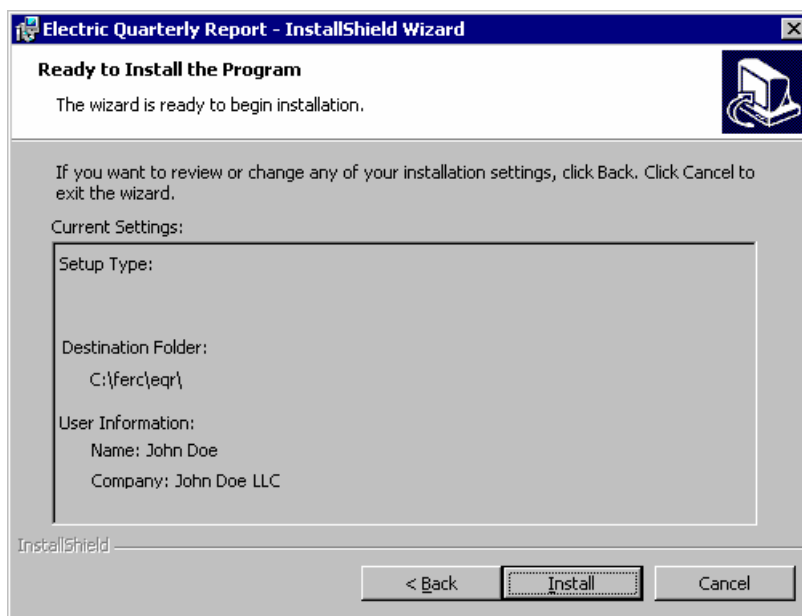 Electric Quarterly Report - InstallShield Wizard
Ready to Install the Program
The wizard is ready to begin installation.
If you want to review or change any of your installation settings, click Back. Click Cancel to
exit the wizard.
Current Settings:
Setup Type:
Destination Folder:
C:\ferc\eqr\
User Information:
Name: John Doe
Company: John Doe LLC
InstallShield
< Back
Install
Cancel